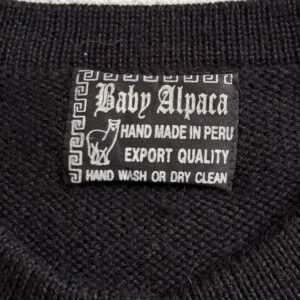 Baby Alpaca
HAND MADE IN PERU
EXPORT QUALITY
HAND WASH OR DRY CLEAN